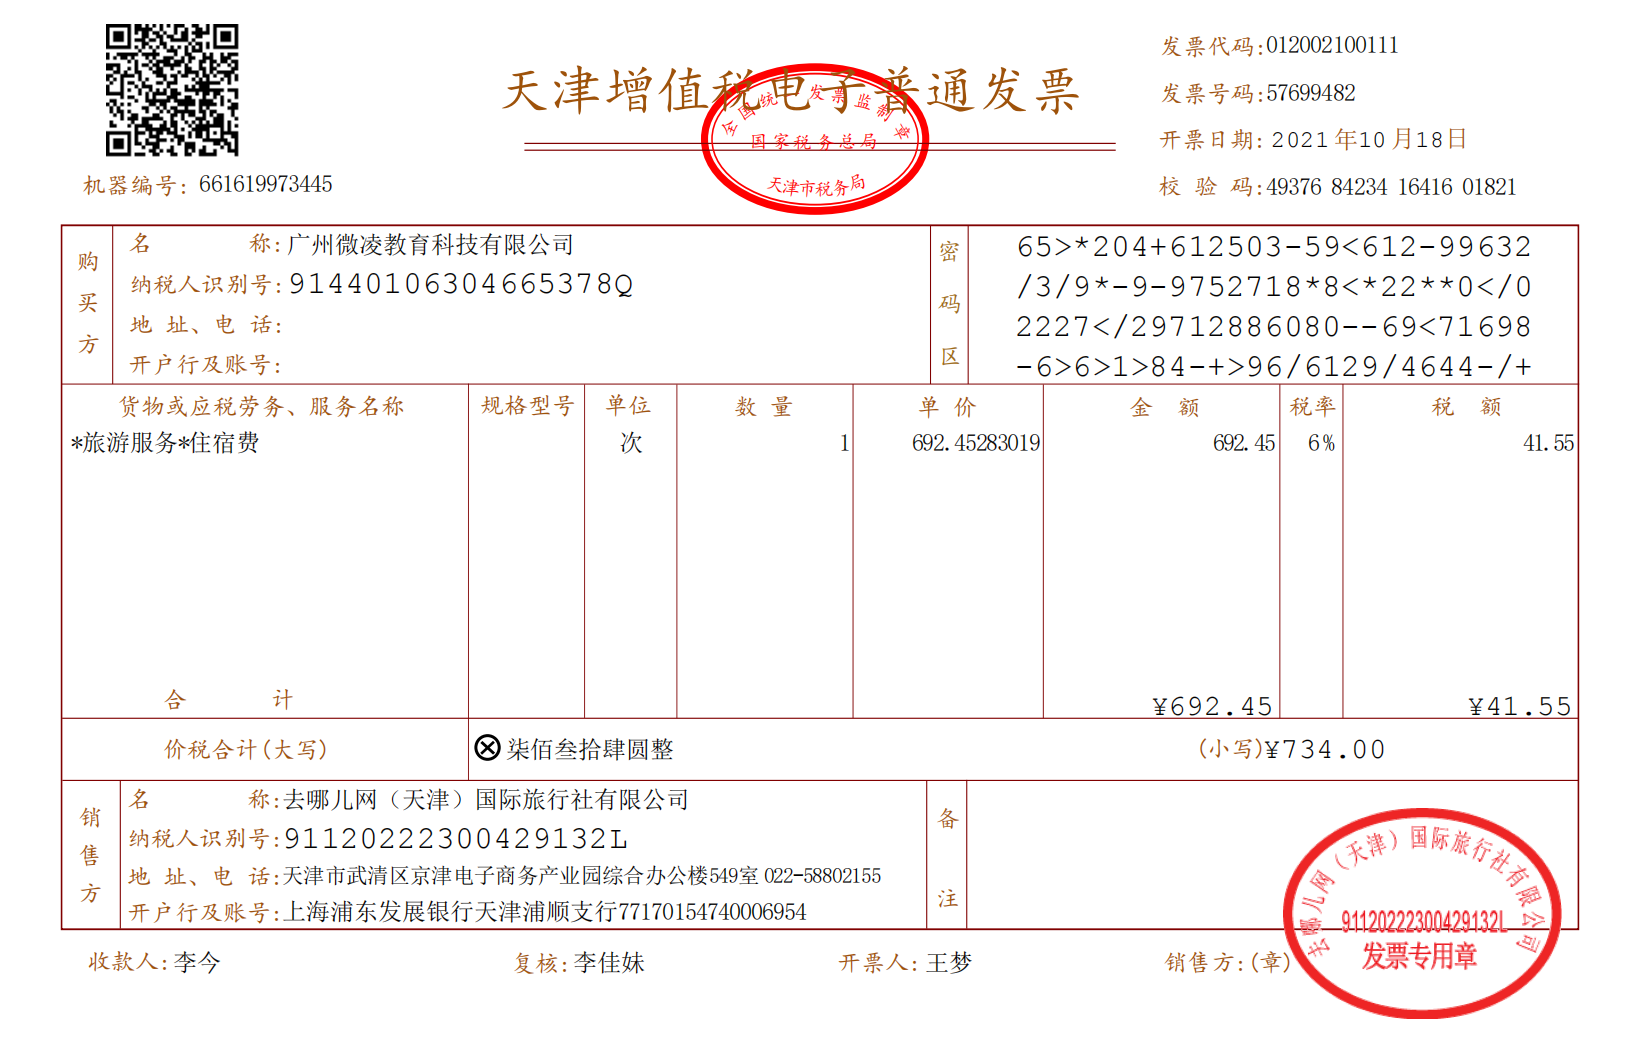 天津增值税电子普通发票
全国统一发票监制章
国家税务总局
天津市税务局
发票代码:012002100111
发票号码:57699482
开票日期: 2021年10月18日
校 验 码:49376 84234 16416 01821
机器编号: 661619973445
购买方
名 称: 广州微凌教育科技有限公司
纳税人识别号: 91440106304665378Q
地 址、电 话:
开户行及账号:
密码区
65>*204+612503-59<612-99632
/3/9*-9-9752718*8<*22**0</0
2227</29712886080--69<71698
-6>6>1>84-+>96/6129/4644-/+
货物或应税劳务、服务名称 规格型号 单位 数 量 单 价 金 额 税率 税 额
*旅游服务*住宿费 次 1 692.45283019 692.45 6% 41.55
合 计 ¥692.45 ¥41.55
价税合计(大写) ⊗柒佰叁拾肆圆整 (小写)¥734.00
销售方
名 称:去哪儿网（天津）国际旅行社有限公司
纳税人识别号:91120222300429132L
地 址、电 话:天津市武清区京津电子商务产业园综合办公楼549室 022-58802155
开户行及账号:上海浦东发展银行天津浦顺支行77170154740006954
备注
去哪儿网（天津）国际旅行社有限公司
91120222300429132L
发票专用章
收款人:李今 复核:李佳妹 开票人: 王梦 销售方:(章)